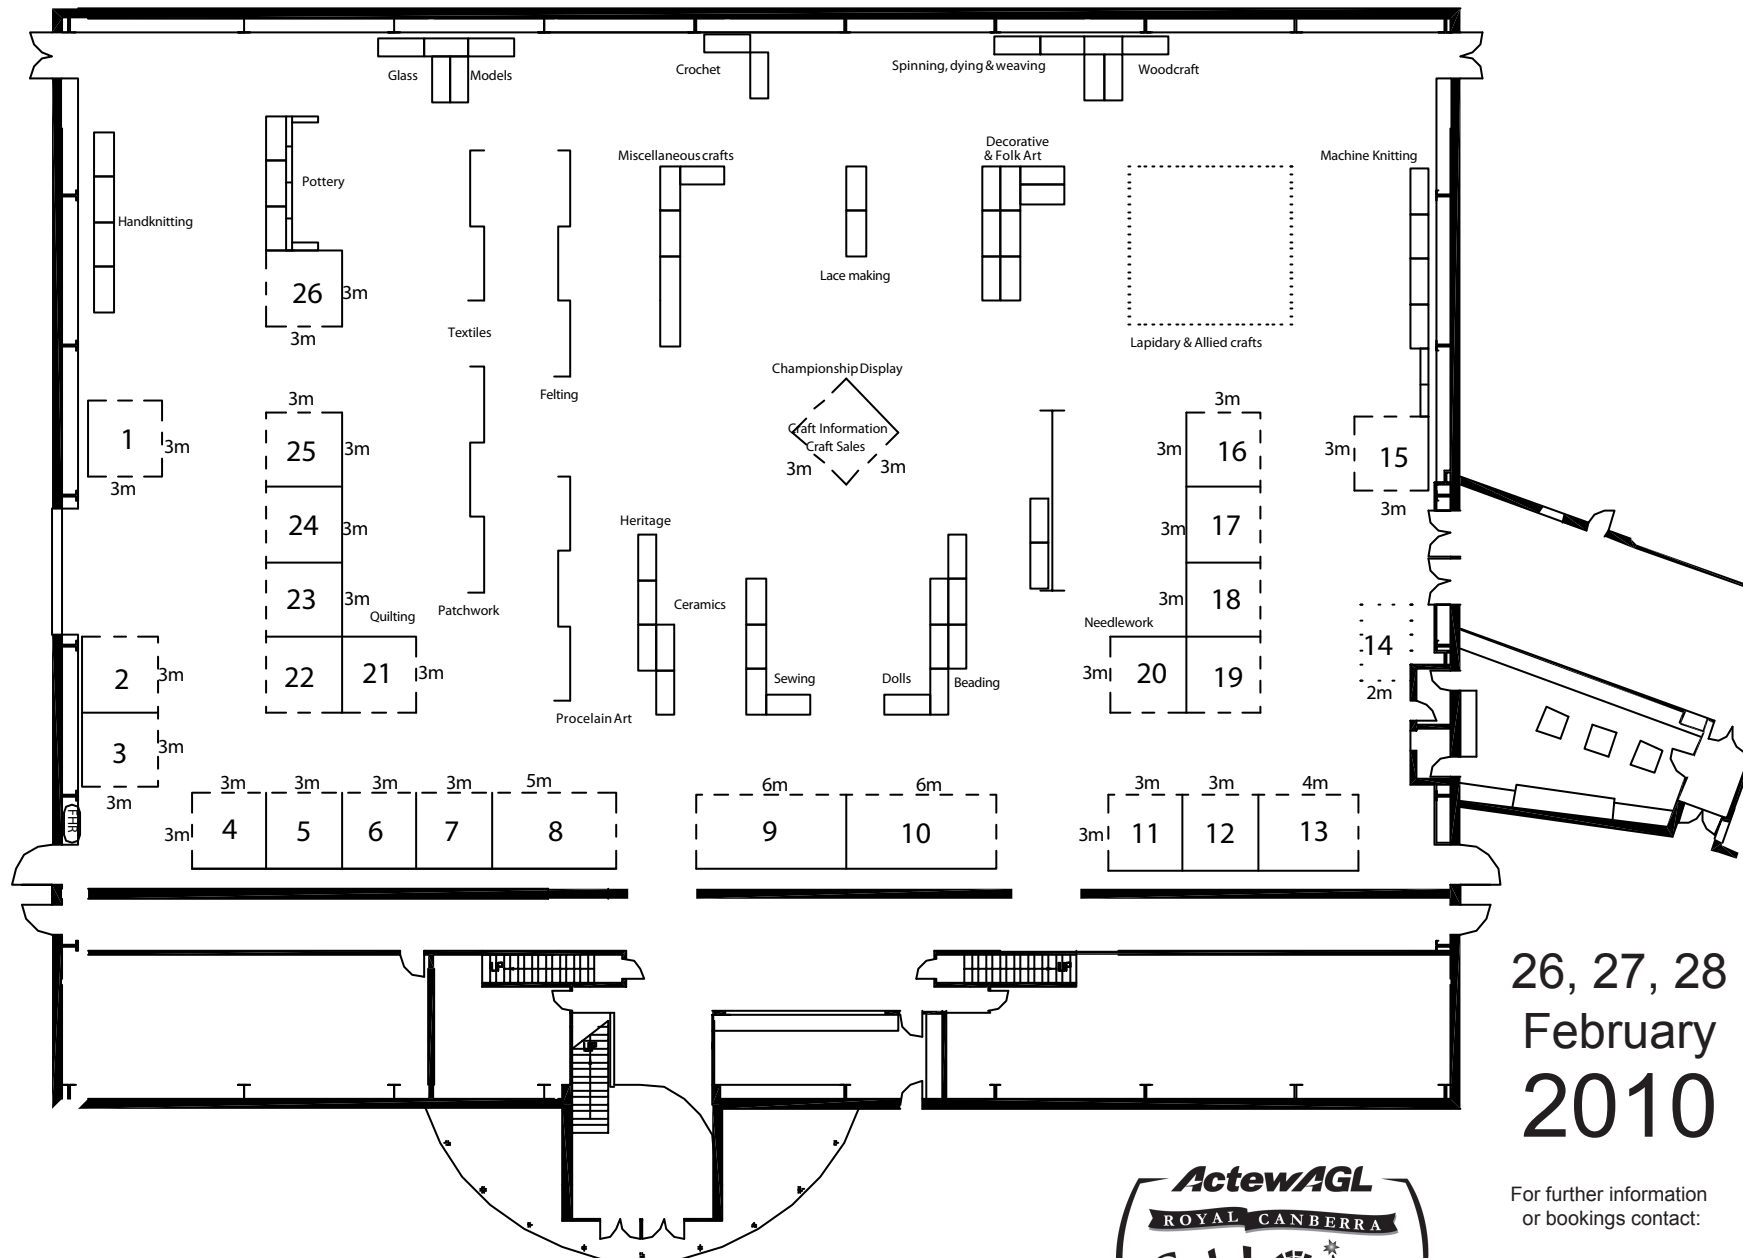 Glass
Models
Crochet
Spinning, dying & weaving
Woodcraft
Handknitting
Pottery
Miscellaneous crafts
Decorative
& Folk Art
Machine Knitting
Lace making
Lapidary & Allied crafts
26
3m
3m
Textiles
Felting
Championship Display
Craft Information
Craft Sales
3m
3m
1
3m
3m
3m
25
3m
24
3m
23
3m
Quilting
22
21
3m
Patchwork
Procelain Art
Heritage
Ceramics
Sewing
Dolls
Beading
Needlework
3m
3m
16
3m
17
3m
18
3m
20
19
3m
15
3m
14
2m
2
3m
3
3m
3m
FHR
3m
3m
3m
3m
5m
3m
4
5
6
7
8
6m
6m
9
10
3m
3m
4m
3m
11
12
13
UP
UP
UP
26, 27, 28
February
2010
For further information
or bookings contact:
ActewAGL
ROYAL CANBERRA